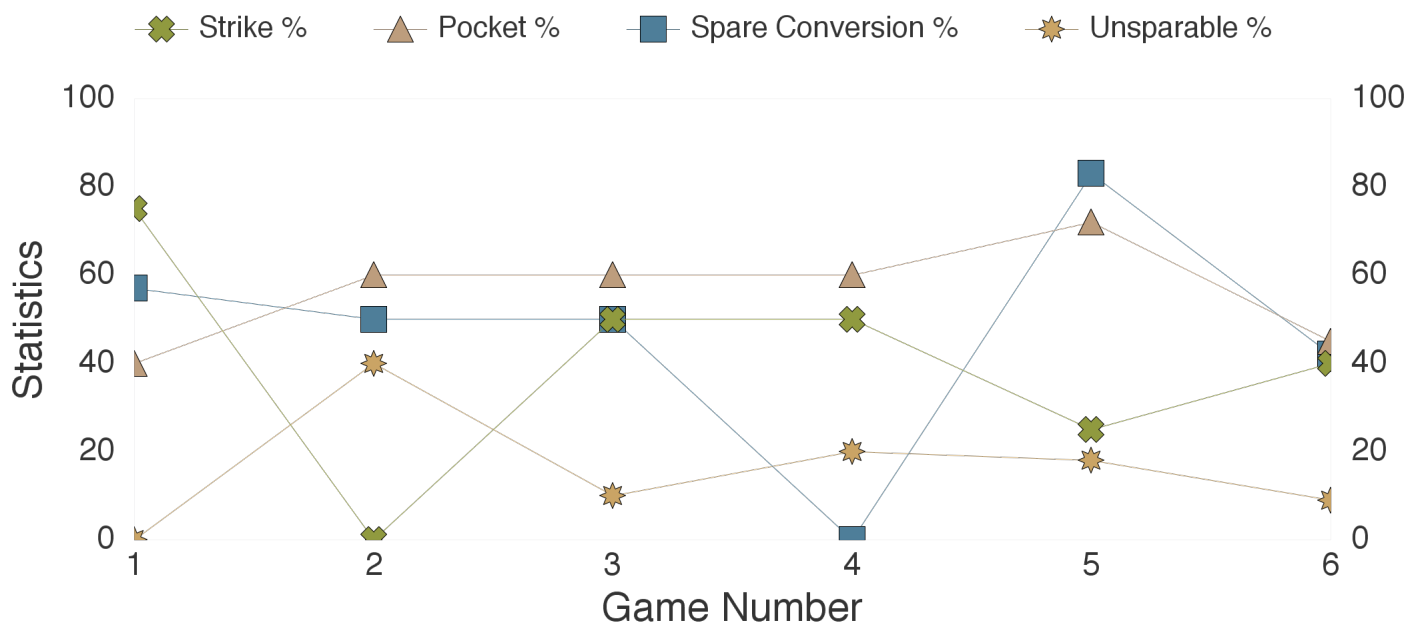 Strike % Pocket % Spare Conversion % Unsparable %
100 100
80 80
60 60
40 40
20 20
0 0
Statistics
1 2 3 4 5 6
Game Number